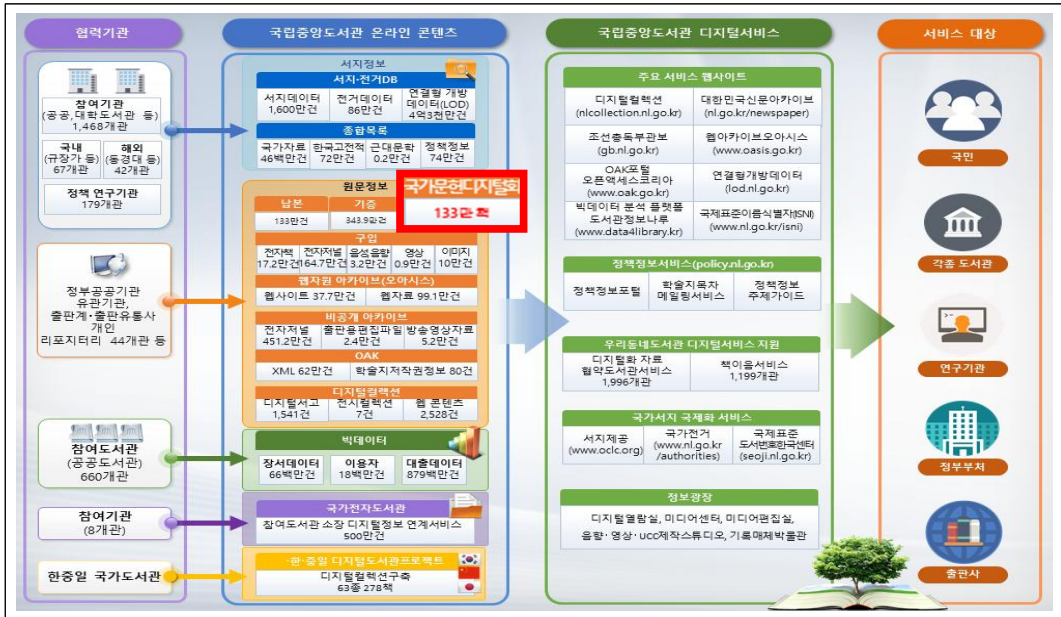 협력기관
참여기관
(공공,대학도서관 등)
1,468개관
국내
(규장각 등)
67개관
해외
(동경대 등)
42개관
정책 연구기관
179개관
정부공공기관
유관기관,
출판계·출판유통사
개인
리포지터리 44개관 등
참여도서관
(공공도서관)
660개관
참여기관
(8개관)
한중일 국가도서관
국립중앙도서관 온라인 콘텐츠
서지정보
서지·전거DB
서지데이터
1,600만건
전거데이터
86만건
연결형 개방
데이터(LOD)
4억3천만건
종합목록
국가자료
46백만건
한국고전적
72만건
근대문학
0.2만건
정책정보
74만건
원문정보
국가문헌디지털화
133만 책
납본
133만건
기증
343.9만건
구입
전자책
17.2만건
전자저널
164.7만건
음성음향
3.2만건
영상
0.9만건
이미지
10만건
웹자원 아카이브(오아시스)
웹사이트 37.7만건
웹자료 99.1만건
비공개 아카이브
전자저널
451.2만건
출판용편집파일
2.4만건
방송영상자료
5.2만건
OAK
XML 62만건
학술지저작권정보 80건
디지털컬렉션
디지털서고
1,541건
전시컬렉션
7건
웹 콘텐츠
2,528건
빅데이터
장서데이터
66백만건
이용자
18백만건
대출데이터
879백만건
국가전자도서관
참여도서관 소장 디지털정보 연계서비스
500만건
한·중일 디지털도서관프로젝트
디지털컬렉션구축
63종 278책
국립중앙도서관 디지털서비스
주요 서비스 웹사이트
디지털컬렉션
(nlcollection.nl.go.kr)
대한민국신문아카이브
(nl.go.kr/newspaper)
조선총독부관보
(gb.nl.go.kr)
웹아카이브오아시스
(www.oasis.go.kr)
OAK포털
오픈액세스코리아
(www.oak.go.kr)
연결형개방데이터
(lod.nl.go.kr)
빅데이터 분석 플랫폼
도서관정보나루
(www.data4library.kr)
국제표준이름식별자(ISNI)
(www.nl.go.kr/isni)
정책정보서비스(policy.nl.go.kr)
정책정보포털
학술지목차
메일링서비스
정책정보
주제가이드
우리동네도서관 디지털서비스 지원
디지털화 자료
협약도서관서비스
1,996개관
책이음서비스
1,199개관
국가서지 국제화 서비스
서지제공
(www.oclc.org)
국가전거
(www.nl.go.kr
/authorities)
국제표준
도서번호한국센터
(seoji.nl.go.kr)
정보광장
디지털열람실, 미디어센터, 미디어편집실,
음향·영상·ucc제작스튜디오, 기록매체박물관
서비스 대상
국민
각종 도서관
연구기관
정부부처
출판사